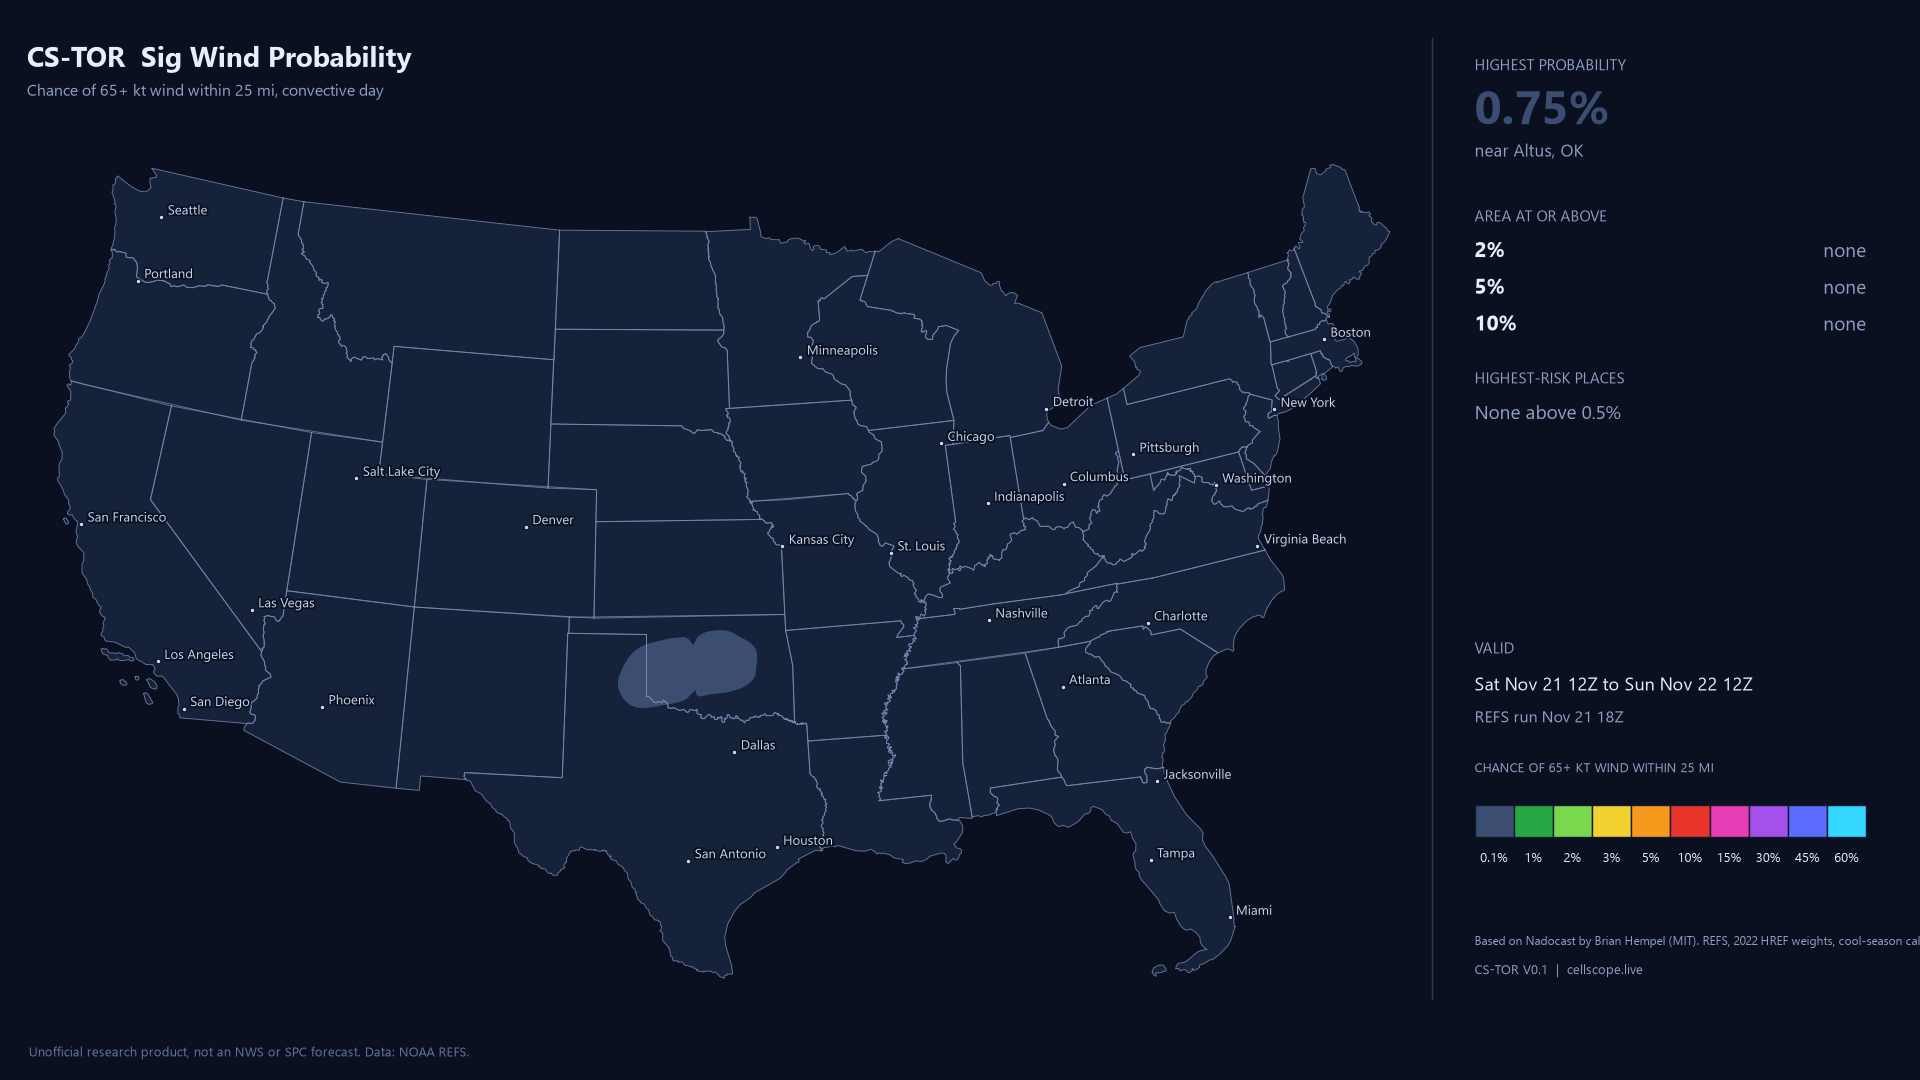 CS-TOR  Sig Wind Probability
Chance of 65+ kt wind within 25 mi, convective day
Seattle
Portland
Minneapolis
Boston
Detroit
New York
Chicago
Pittsburgh
Salt Lake City
Columbus
Washington
Indianapolis
San Francisco
Denver
Kansas City
St. Louis
Virginia Beach
Las Vegas
Nashville
Charlotte
Los Angeles
Atlanta
San Diego
Phoenix
Dallas
Jacksonville
Houston
San Antonio
Tampa
Miami
HIGHEST PROBABILITY
0.75%
near Altus, OK
AREA AT OR ABOVE
2% none
5% none
10% none
HIGHEST-RISK PLACES
None above 0.5%
VALID
Sat Nov 21 12Z to Sun Nov 22 12Z
REFS run Nov 21 18Z
CHANCE OF 65+ KT WIND WITHIN 25 MI
0.1% 1% 2% 3% 5% 10% 15% 30% 45% 60%
Based on Nadocast by Brian Hempel (MIT). REFS, 2022 HREF weights, cool-season cal
CS-TOR V0.1 | cellscope.live
Unofficial research product, not an NWS or SPC forecast. Data: NOAA REFS.